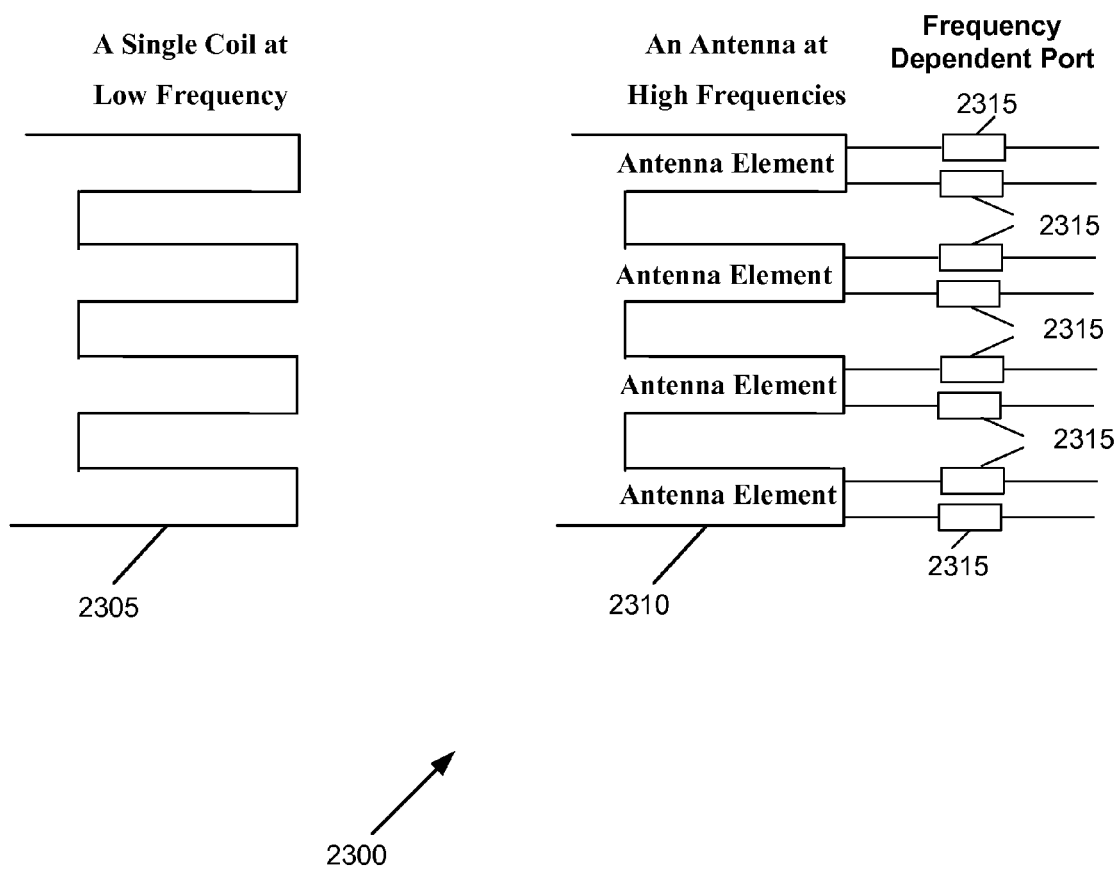 A Single Coil at
Low Frequency
An Antenna at
High Frequencies
Frequency
Dependent Port
2315
Antenna Element
2315
Antenna Element
2315
Antenna Element
2315
Antenna Element
2315
2305
2310
2300